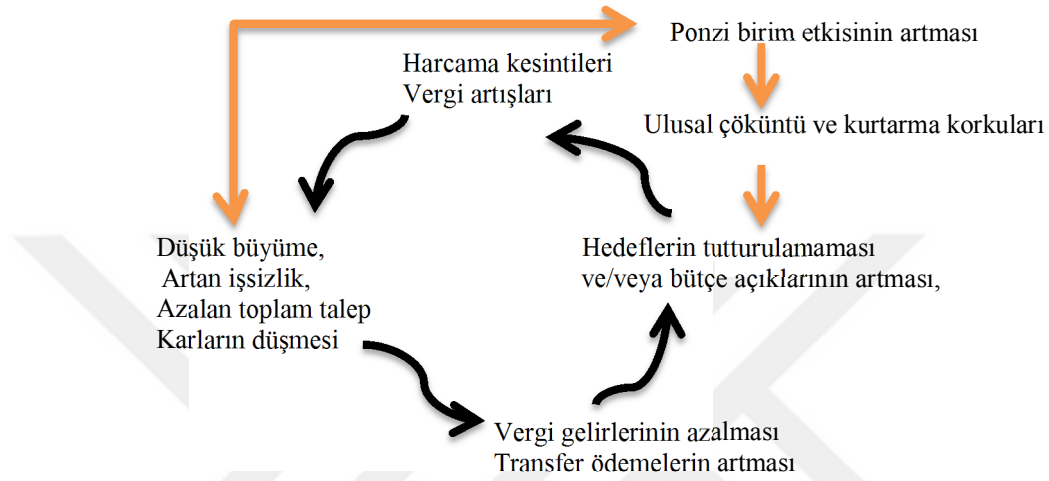 Ponzi birim etkisinin artması
Harcama kesintileri
Vergi artışları
Ulusal çöküntü ve kurtarma korkuları
Düşük büyüme,
Artan işsizlik,
Azalan toplam talep
Karların düşmesi
Hedeflerin tutturulamaması
ve/veya bütçe açıklarının artması,
Vergi gelirlerinin azalması
Transfer ödemelerin artması